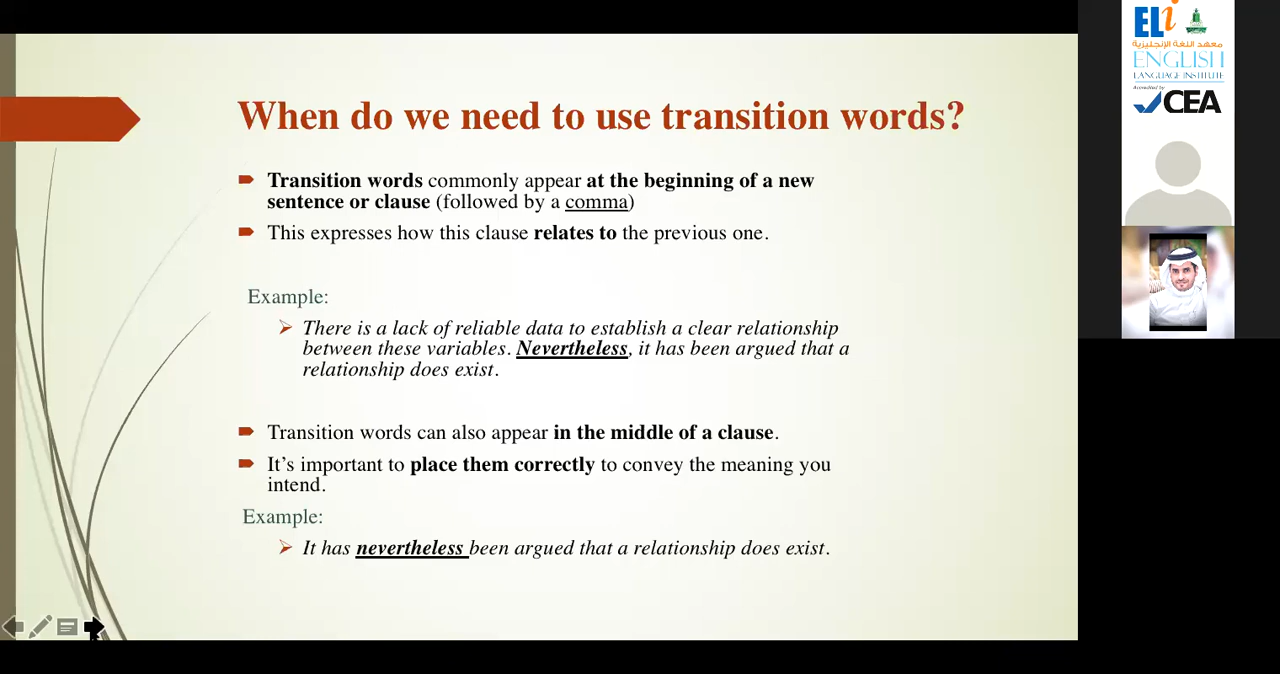 When do we need to use transition words?
Transition words commonly appear at the beginning of a new
sentence or clause (followed by a comma)
This expresses how this clause relates to the previous one.
Example:
There is a lack of reliable data to establish a clear relationship
between these variables. Nevertheless, it has been argued that a
relationship does exist.
Transition words can also appear in the middle of a clause.
It’s important to place them correctly to convey the meaning you
intend.
Example:
It has nevertheless been argued that a relationship does exist.
ELi
معهد اللغة الإنجليزية
ENGLISH
LANGUAGE INSTITUTE
Accredited by
CEA